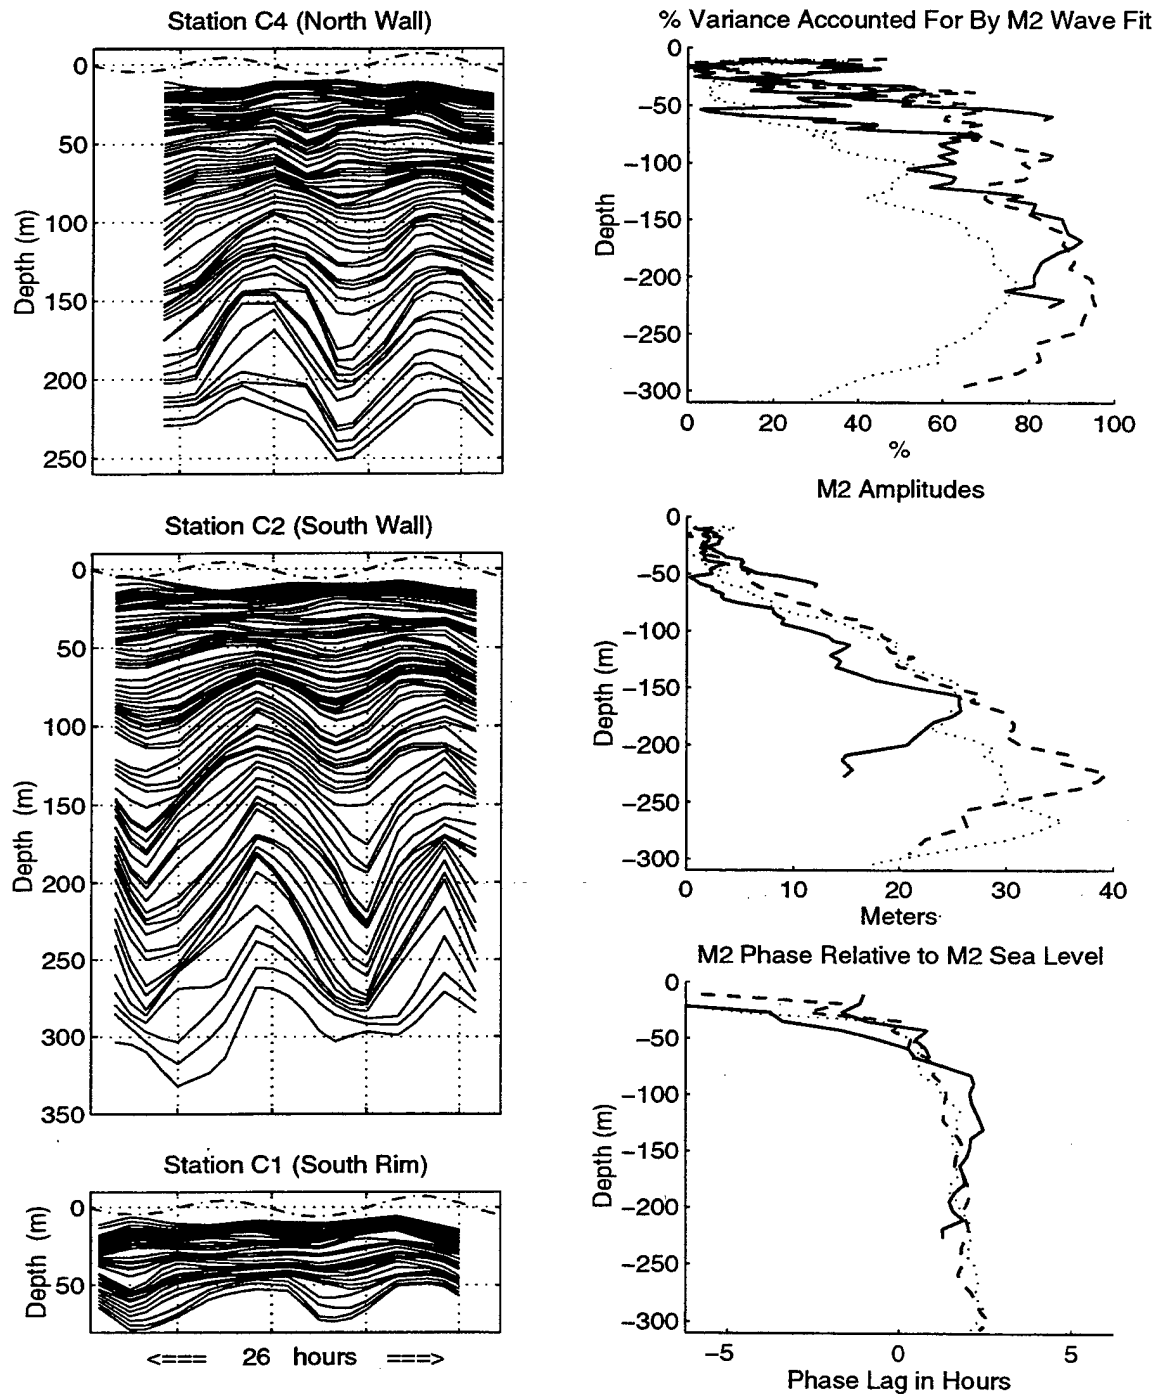 Station C4 (North Wall)
0
50
100
150
200
250
Depth (m)
Station C2 (South Wall)
0
50
100
150
200
250
300
350
Depth (m)
Station C1 (South Rim)
0
50
Depth (m)
<=== 26 hours ===>
% Variance Accounted For By M2 Wave Fit
0
−50
−100
−150
−200
−250
−300
Depth
0 20 40 60 80 100
%
M2 Amplitudes
0
−50
−100
−150
−200
−250
−300
Depth (m)
0 10 20 30 40
Meters
M2 Phase Relative to M2 Sea Level
0
−50
−100
−150
−200
−250
−300
Depth (m)
−5 0 5
Phase Lag in Hours